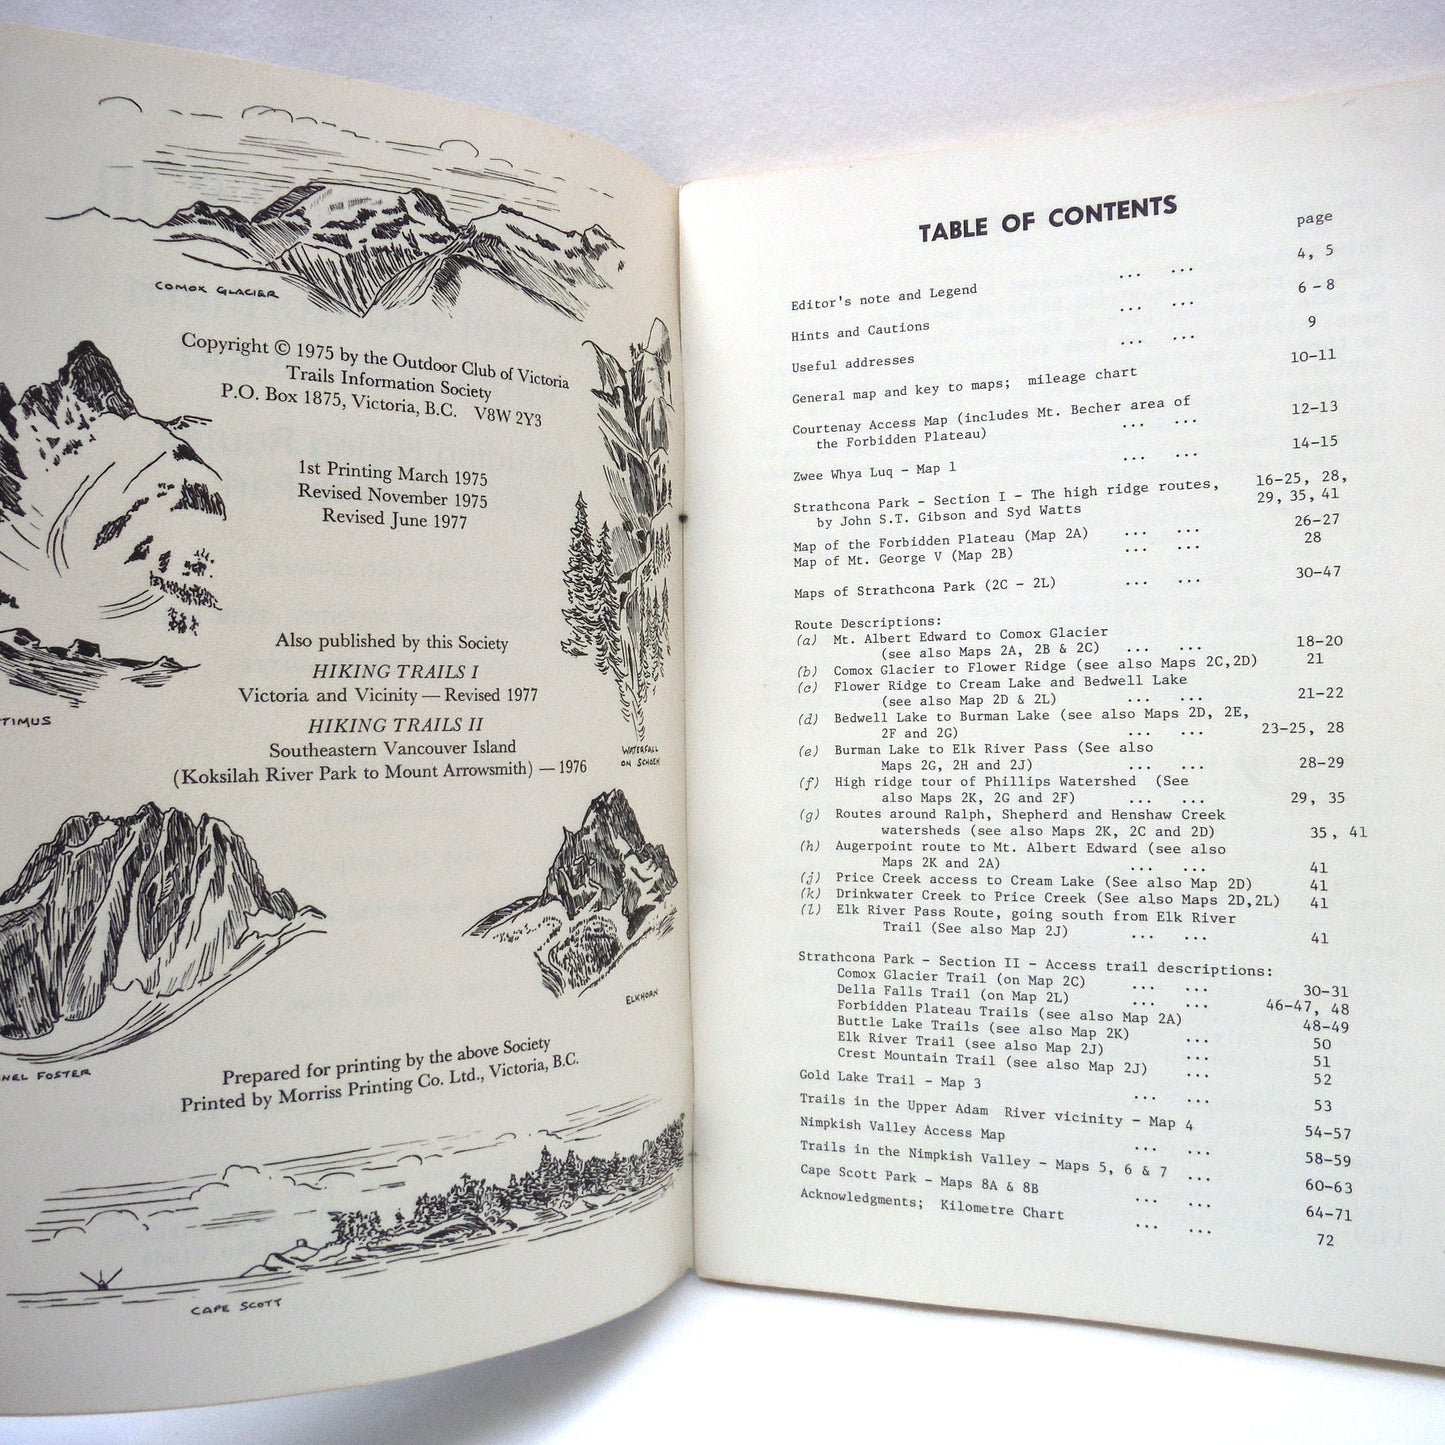 COMOX GLACIER
Copyright © 1975 by the Outdoor Club of Victoria
Trails Information Society
P.O. Box 1875, Victoria, B.C. V8W 2Y3
1st Printing March 1975
Revised November 1975
Revised June 1977
TIMUS
Also published by this Society
HIKING TRAILS I
Victoria and Vicinity — Revised 1977
HIKING TRAILS II
Southeastern Vancouver Island
(Koksilah River Park to Mount Arrowsmith) — 1976
WATERFALL
ON SCHOEN
ELKHORN
NEL FOSTER
Prepared for printing by the above Society
Printed by Morriss Printing Co. Ltd., Victoria, B.C.
CAPE SCOTT
TABLE OF CONTENTS
page
Editor's note and Legend ... ... 4, 5
Hints and Cautions ... ... 6-8
Useful addresses ... ... 9
General map and key to maps; mileage chart 10-11
Courtenay Access Map (includes Mt. Becher area of
the Forbidden Plateau) ... ... 12-13
Zwee Whya Luq - Map 1 ... ... 14-15
Strathcona Park - Section I - The high ridge routes, 16-25, 28,
by John S.T. Gibson and Syd Watts 29, 35, 41
Map of the Forbidden Plateau (Map 2A) ... ... 26-27
Map of Mt. George V (Map 2B) ... ... 28
Maps of Strathcona Park (2C - 2L) ... ... 30-47
Route Descriptions:
(a) Mt. Albert Edward to Comox Glacier
(see also Maps 2A, 2B & 2C) ... ... 18-20
(b) Comox Glacier to Flower Ridge (see also Maps 2C,2D) 21
(c) Flower Ridge to Cream Lake and Bedwell Lake
(see also Map 2D & 2L) ... ... 21-22
(d) Bedwell Lake to Burman Lake (see also Maps 2D, 2E,
2F and 2G) ... ... 23-25, 28
(e) Burman Lake to Elk River Pass (See also
Maps 2G, 2H and 2J) ... ... 28-29
(f) High ridge tour of Phillips Watershed (See
also Maps 2K, 2G and 2F) ... ... 29, 35
(g) Routes around Ralph, Shepherd and Henshaw Creek
watersheds (see also Maps 2K, 2C and 2D) 35, 41
(h) Augerpoint route to Mt. Albert Edward (see also
Maps 2K and 2A) ... ... 41
(j) Price Creek access to Cream Lake (See also Map 2D) 41
(k) Drinkwater Creek to Price Creek (See also Maps 2D,2L) 41
(l) Elk River Pass Route, going south from Elk River
Trail (See also Map 2J) ... ... 41
Strathcona Park - Section II - Access trail descriptions:
Comox Glacier Trail (on Map 2C) ... ... 30-31
Della Falls Trail (on Map 2L) ... ... 46-47, 48
Forbidden Plateau Trails (see also Map 2A) 48-49
Buttle Lake Trails (see also Map 2K) ... 50
Elk River Trail (see also Map 2J) ... 51
Crest Mountain Trail (see also Map 2J) ... 52
Gold Lake Trail - Map 3 ... ... 53
Trails in the Upper Adam River vicinity - Map 4 54-57
Nimpkish Valley Access Map ... ... 58-59
Trails in the Nimpkish Valley - Maps 5, 6 & 7 ... 60-63
Cape Scott Park - Maps 8A & 8B ... ... 64-71
Acknowledgments; Kilometre Chart ... ... 72